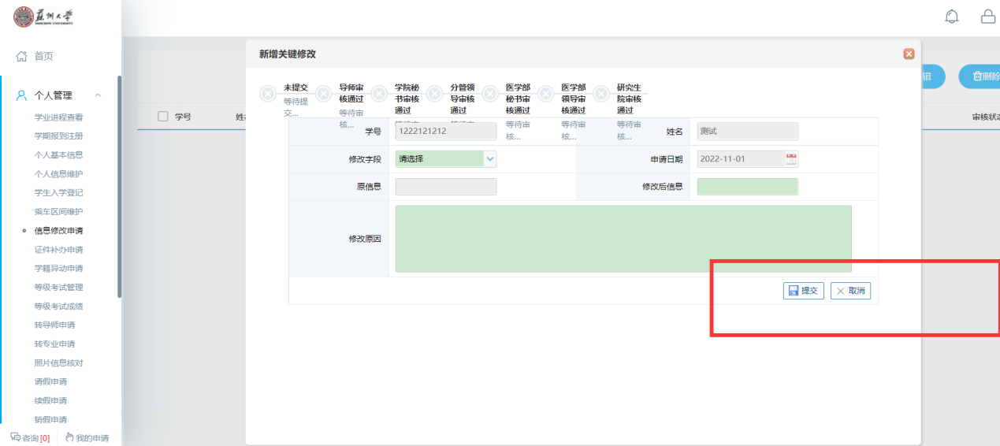 蘇州大学
SOOCHOW UNIVERSITY
首页
个人管理
学业进程查看
学期报到注册
个人基本信息
个人信息维护
学生入学登记
乘车区间维护
信息修改申请
证件补办申请
学籍异动申请
等级考试管理
等级考试成绩
转导师申请
转专业申请
照片信息核对
请假申请
续假申请
销假申请
咨询[0] 我的申请
辑 删除
学号 姓名 审核状态
新增关键修改
未提交
等待提
交...
导师审
核通过
等待审
核...
学院秘
书审核
通过
分管领
导审核
通过
医学部
秘书审
核通过
等待审
核...
医学部
领导审
核通过
等待审
核...
研究生
院审核
通过
等待审
核...
学号 1222121212 姓名 测试
修改字段 请选择 申请日期 2022-11-01
原信息 修改后信息
修改原因
提交 取消